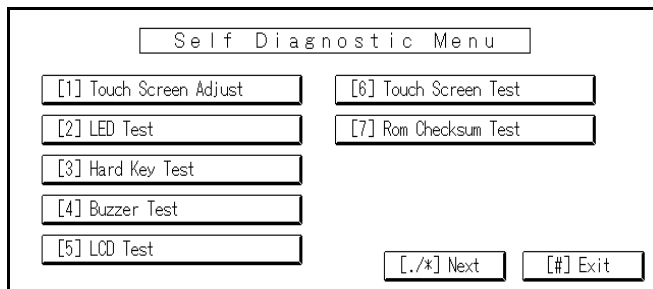 Self Diagnostic Menu
[1] Touch Screen Adjust
[2] LED Test
[3] Hard Key Test
[4] Buzzer Test
[5] LCD Test
[6] Touch Screen Test
[7] Rom Checksum Test
[./*] Next
[#] Exit